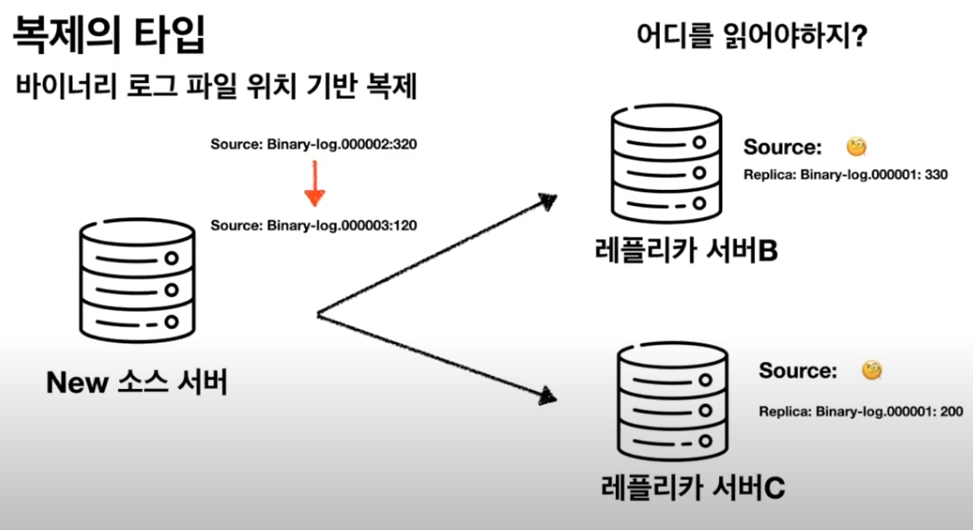 복제의 타입
바이너리 로그 파일 위치 기반 복제
어디를 읽어야하지?
Source: Binary-log.000002:320
Source: Binary-log.000003:120
New 소스 서버
Source: 🧐
Replica: Binary-log.000001: 330
레플리카 서버B
Source: 🧐
Replica: Binary-log.000001: 200
레플리카 서버C